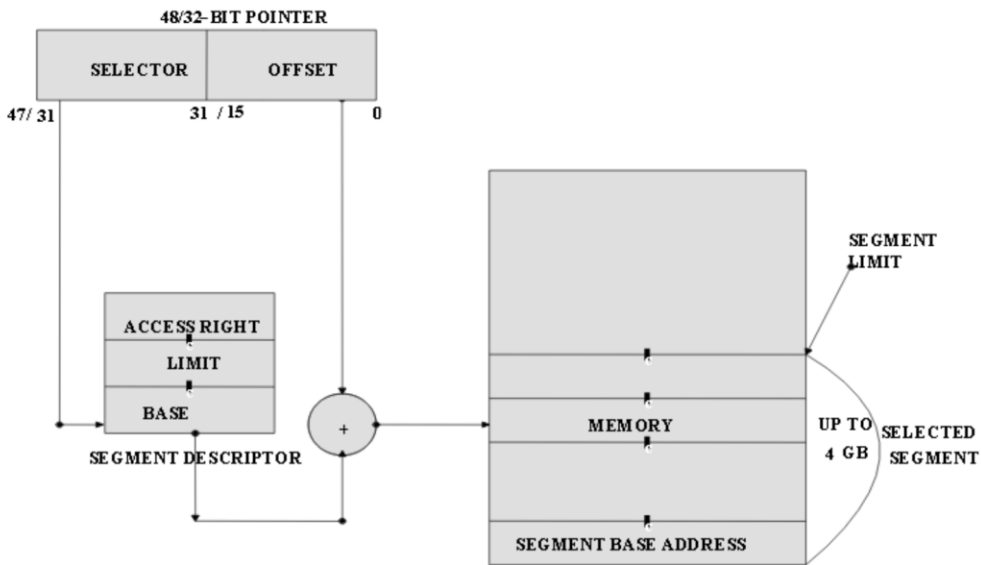 48/32-BIT POINTER
SELECTOR OFFSET
47/ 31 31 / 15 0
SEGMENT
LIMIT
ACCESS RIGHT
LIMIT
BASE
SEGMENT DESCRIPTOR
+
MEMORY
UP TO
4 GB
SELECTED
SEGMENT
SEGMENT BASE ADDRESS